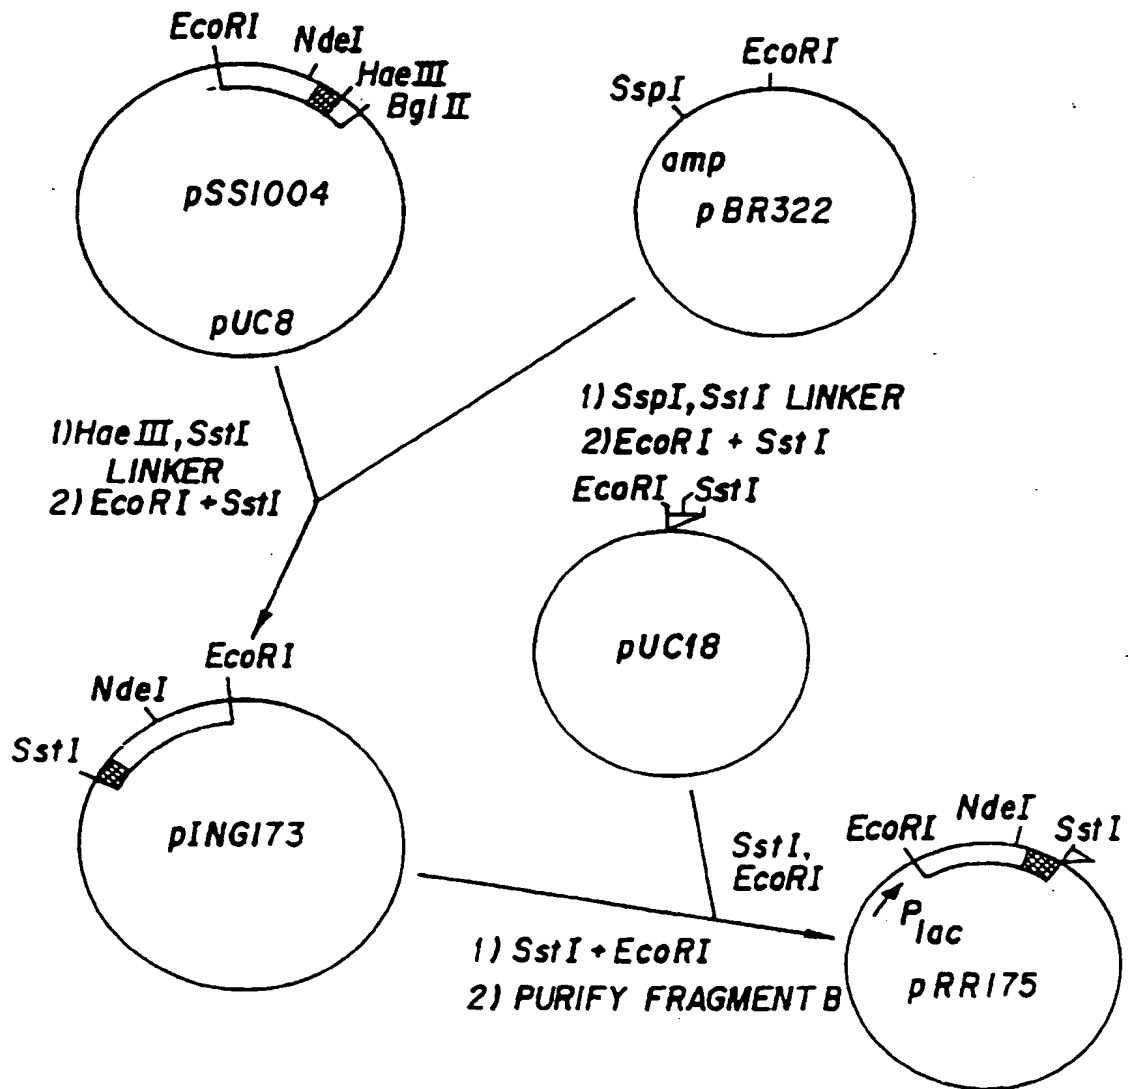 EcoRI
NdeI
HaeIII
BglII
pSS1004
pUC8
EcoRI
SspI
amp
pBR322
1)HaeIII,SstI
LINKER
2)EcoRI+SstI
1)SspI,SstI LINKER
2)EcoRI + SstI
EcoRI
SstI
pUC18
EcoRI
NdeI
SstI
pING173
SstI,
EcoRI
1) SstI + EcoRI
2) PURIFY FRAGMENT B
EcoRI
NdeI
SstI
Plac
pRR175